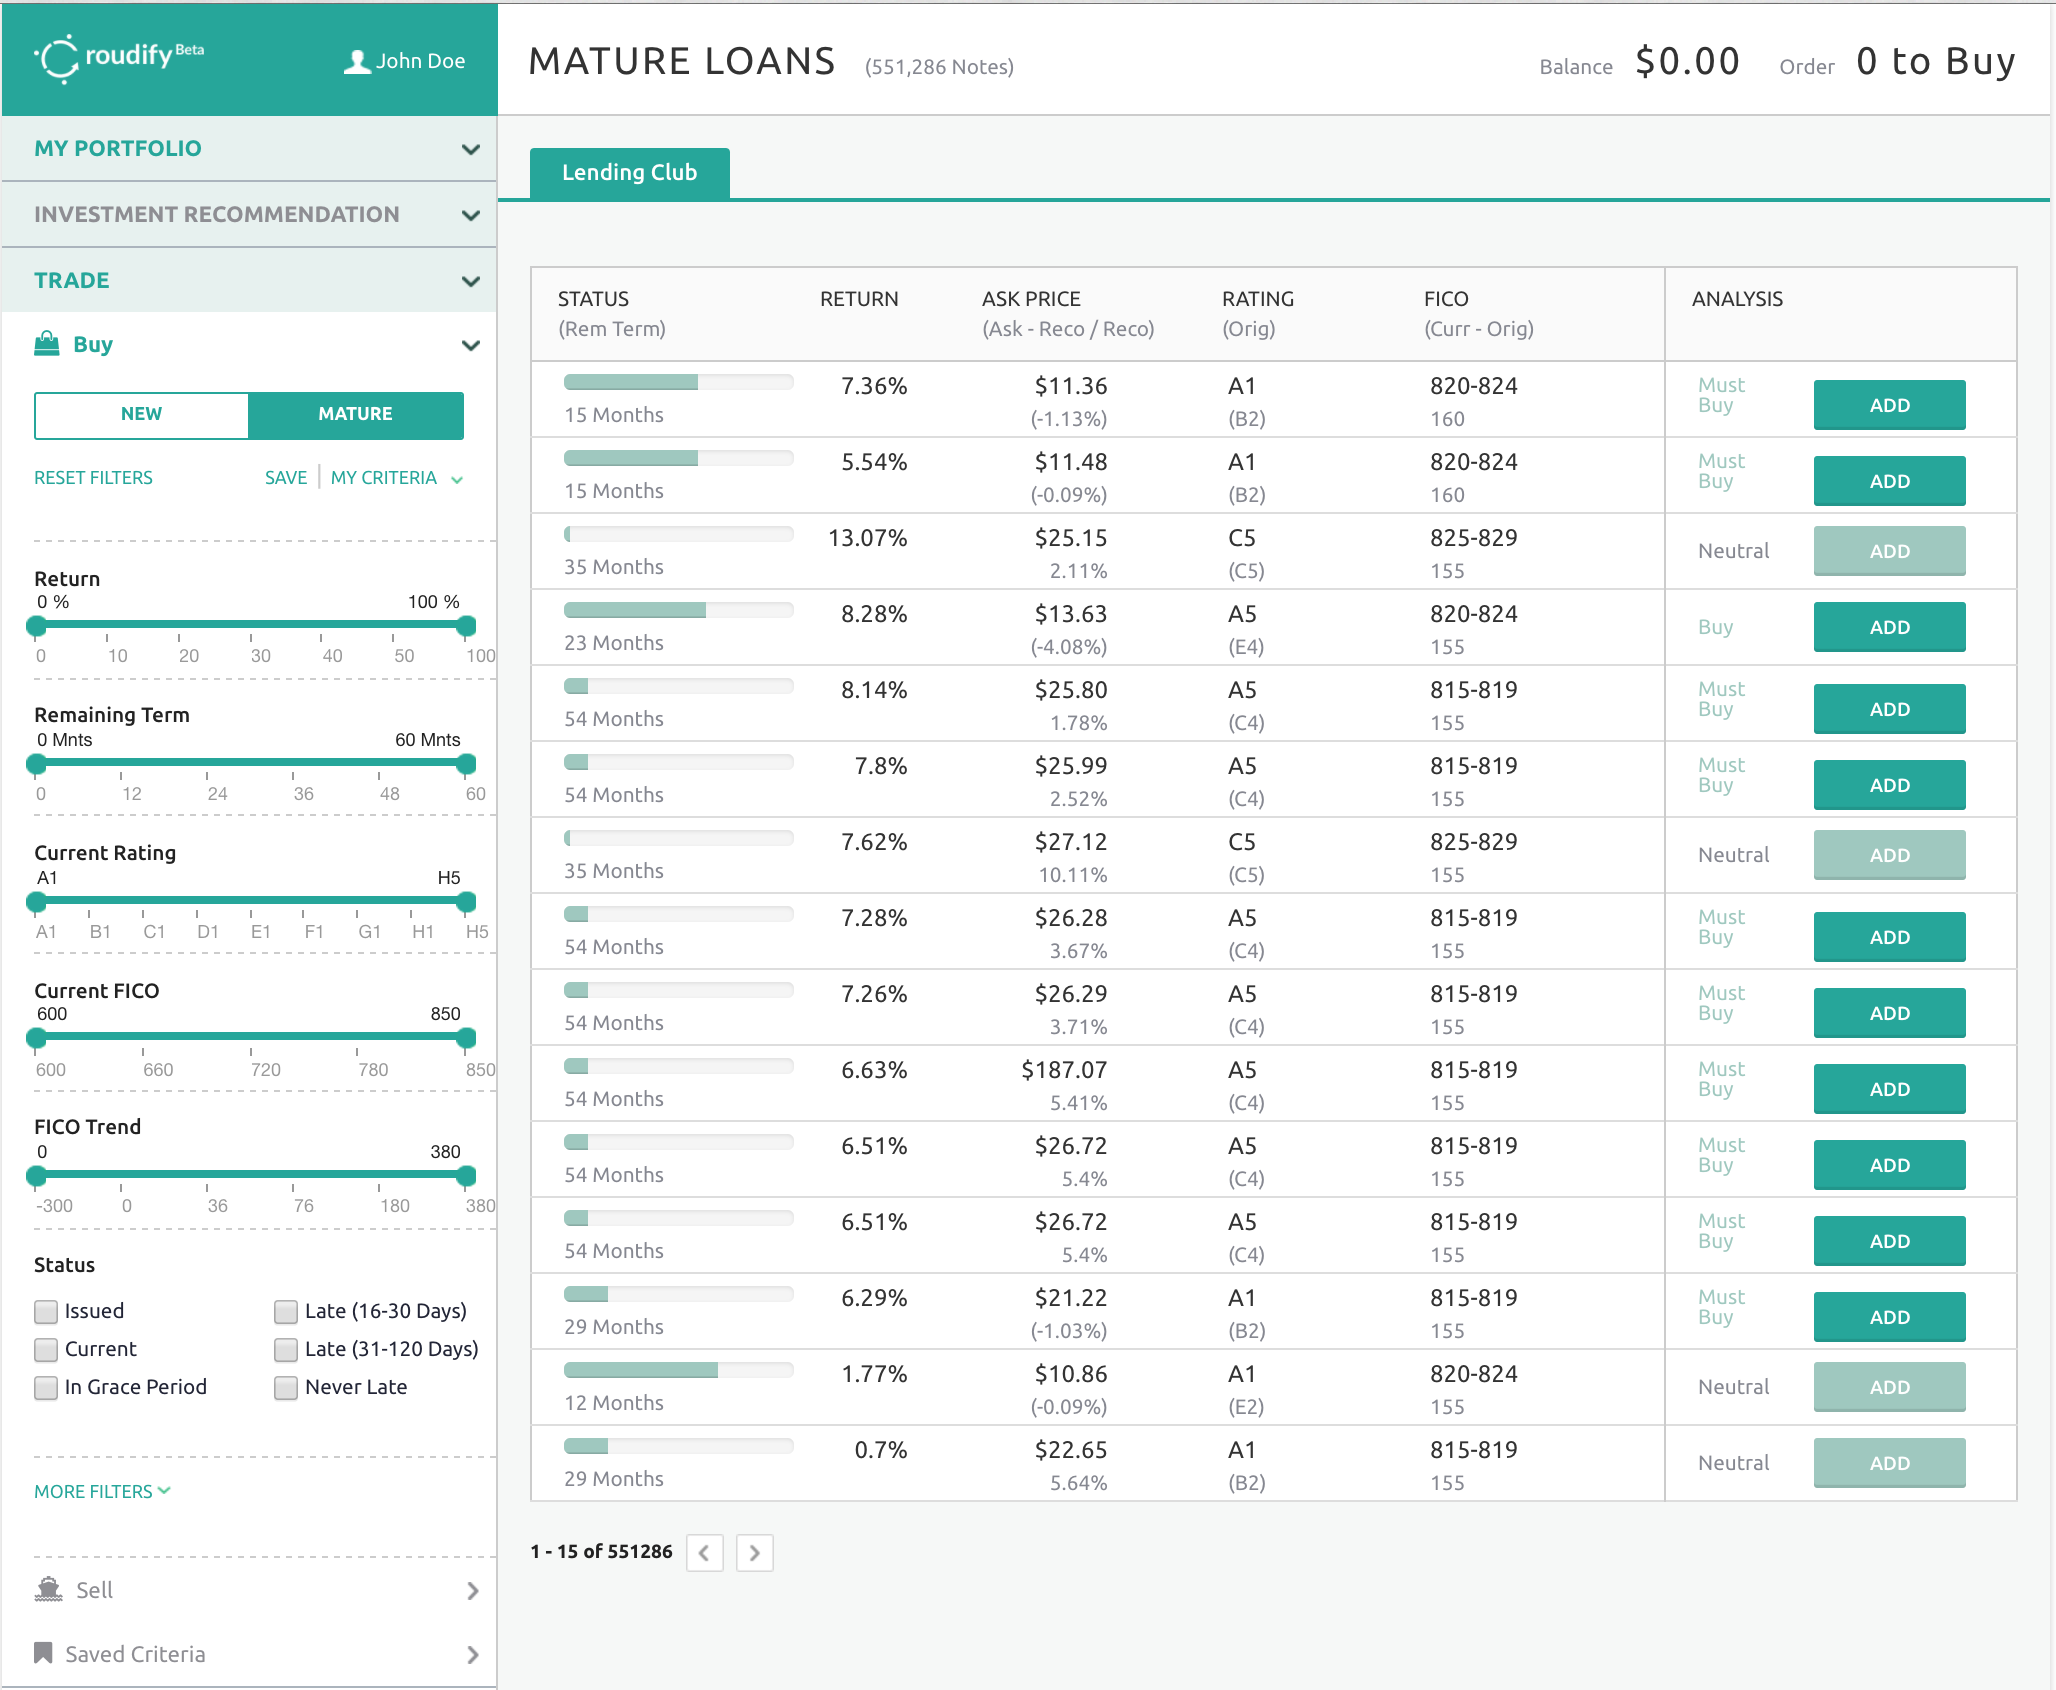 roudify Beta
John Doe
MATURE LOANS (551,286 Notes)
Balance $0.00 Order 0 to Buy
MY PORTFOLIO
INVESTMENT RECOMMENDATION
TRADE
Buy
NEW MATURE
RESET FILTERS SAVE MY CRITERIA
Return
0 % 100 %
0 10 20 30 40 50 100
Remaining Term
0 Mnts 60 Mnts
0 12 24 36 48 60
Current Rating
A1 H5
A1 B1 C1 D1 E1 F1 G1 H1 H5
Current FICO
600 850
600 660 720 780 850
FICO Trend
0 380
-300 0 36 76 180 380
Status
Issued Late (16-30 Days)
Current Late (31-120 Days)
In Grace Period Never Late
MORE FILTERS
Sell
Saved Criteria
Lending Club
STATUS RETURN ASK PRICE RATING FICO ANALYSIS
(Rem Term) (Ask - Reco / Reco) (Orig) (Curr - Orig)
7.36% $11.36 A1 820-824 Must Buy ADD
15 Months (-1.13%) (B2) 160
5.54% $11.48 A1 820-824 Must Buy ADD
15 Months (-0.09%) (B2) 160
13.07% $25.15 C5 825-829 Neutral ADD
35 Months 2.11% (C5) 155
8.28% $13.63 A5 820-824 Buy ADD
23 Months (-4.08%) (E4) 155
8.14% $25.80 A5 815-819 Must Buy ADD
54 Months 1.78% (C4) 155
7.8% $25.99 A5 815-819 Must Buy ADD
54 Months 2.52% (C4) 155
7.62% $27.12 C5 825-829 Neutral ADD
35 Months 10.11% (C5) 155
7.28% $26.28 A5 815-819 Must Buy ADD
54 Months 3.67% (C4) 155
7.26% $26.29 A5 815-819 Must Buy ADD
54 Months 3.71% (C4) 155
6.63% $187.07 A5 815-819 Must Buy ADD
54 Months 5.41% (C4) 155
6.51% $26.72 A5 815-819 Must Buy ADD
54 Months 5.4% (C4) 155
6.51% $26.72 A5 815-819 Must Buy ADD
54 Months 5.4% (C4) 155
6.29% $21.22 A1 815-819 Must Buy ADD
29 Months (-1.03%) (B2) 155
1.77% $10.86 A1 820-824 Neutral ADD
12 Months (-0.09%) (E2) 155
0.7% $22.65 A1 815-819 Neutral ADD
29 Months 5.64% (B2) 155
1 - 15 of 551286